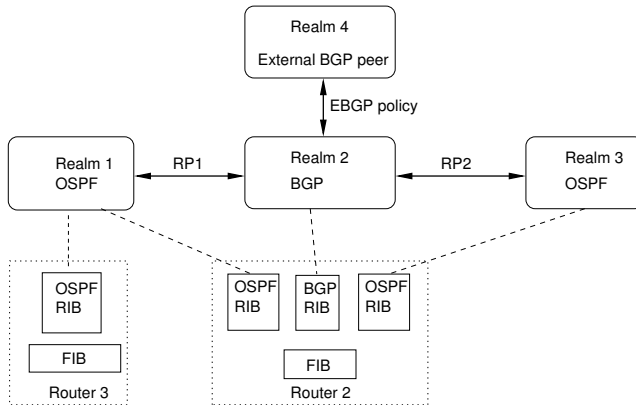 Realm 4
External BGP peer
EBGP policy
Realm 1
OSPF
RP1
Realm 2
BGP
RP2
Realm 3
OSPF
OSPF
RIB
FIB
Router 3
OSPF
RIB
BGP
RIB
OSPF
RIB
FIB
Router 2